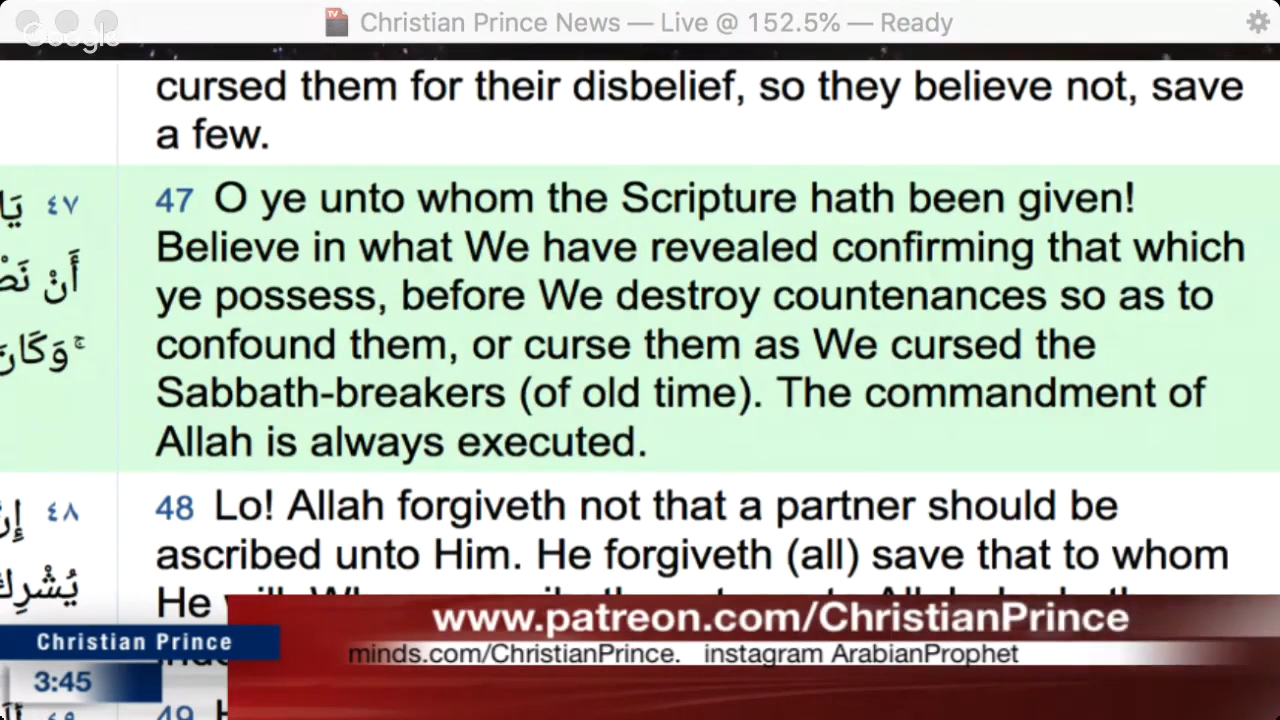 Christian Prince News — Live @ 152.5% — Ready
Google
cursed them for their disbelief, so they believe not, save
a few.
47 O ye unto whom the Scripture hath been given!
٤٧
Believe in what We have revealed confirming that which
أَنْ
ye possess, before We destroy countenances so as to
confound them, or curse them as We cursed the
Sabbath-breakers (of old time). The commandment of
Allah is always executed.
48 Lo! Allah forgiveth not that a partner should be
٤٨
ascribed unto Him. He forgiveth (all) save that to whom
He
www.patreon.com/ChristianPrince
Christian Prince
minds.com/ChristianPrince. instagram ArabianProphet
3:45
49